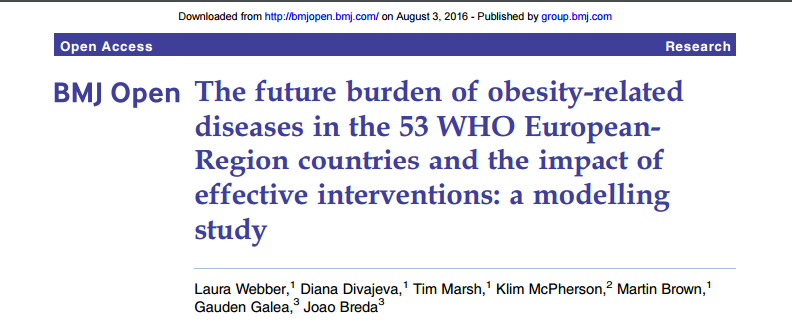 Downloaded from http://bmjopen.bmj.com/ on August 3, 2016 - Published by group.bmj.com
Open Access Research
BMJ Open The future burden of obesity-related
diseases in the 53 WHO European-
Region countries and the impact of
effective interventions: a modelling
study
Laura Webber,1 Diana Divajeva,1 Tim Marsh,1 Klim McPherson,2 Martin Brown,1
Gauden Galea,3 Joao Breda3